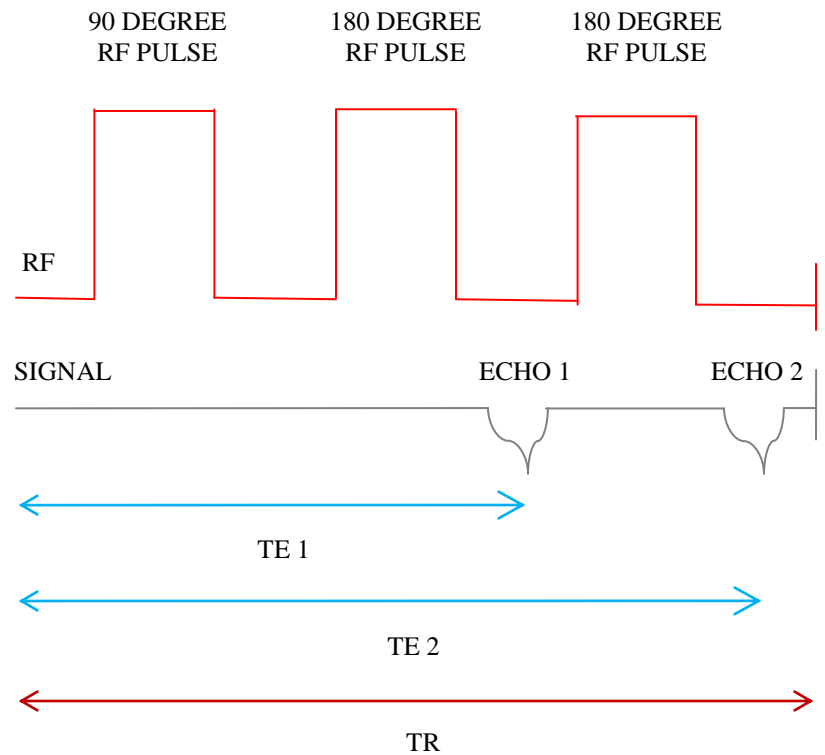 90 DEGREE
RF PULSE
180 DEGREE
RF PULSE
180 DEGREE
RF PULSE
RF
SIGNAL
ECHO 1
ECHO 2
TE 1
TE 2
TR